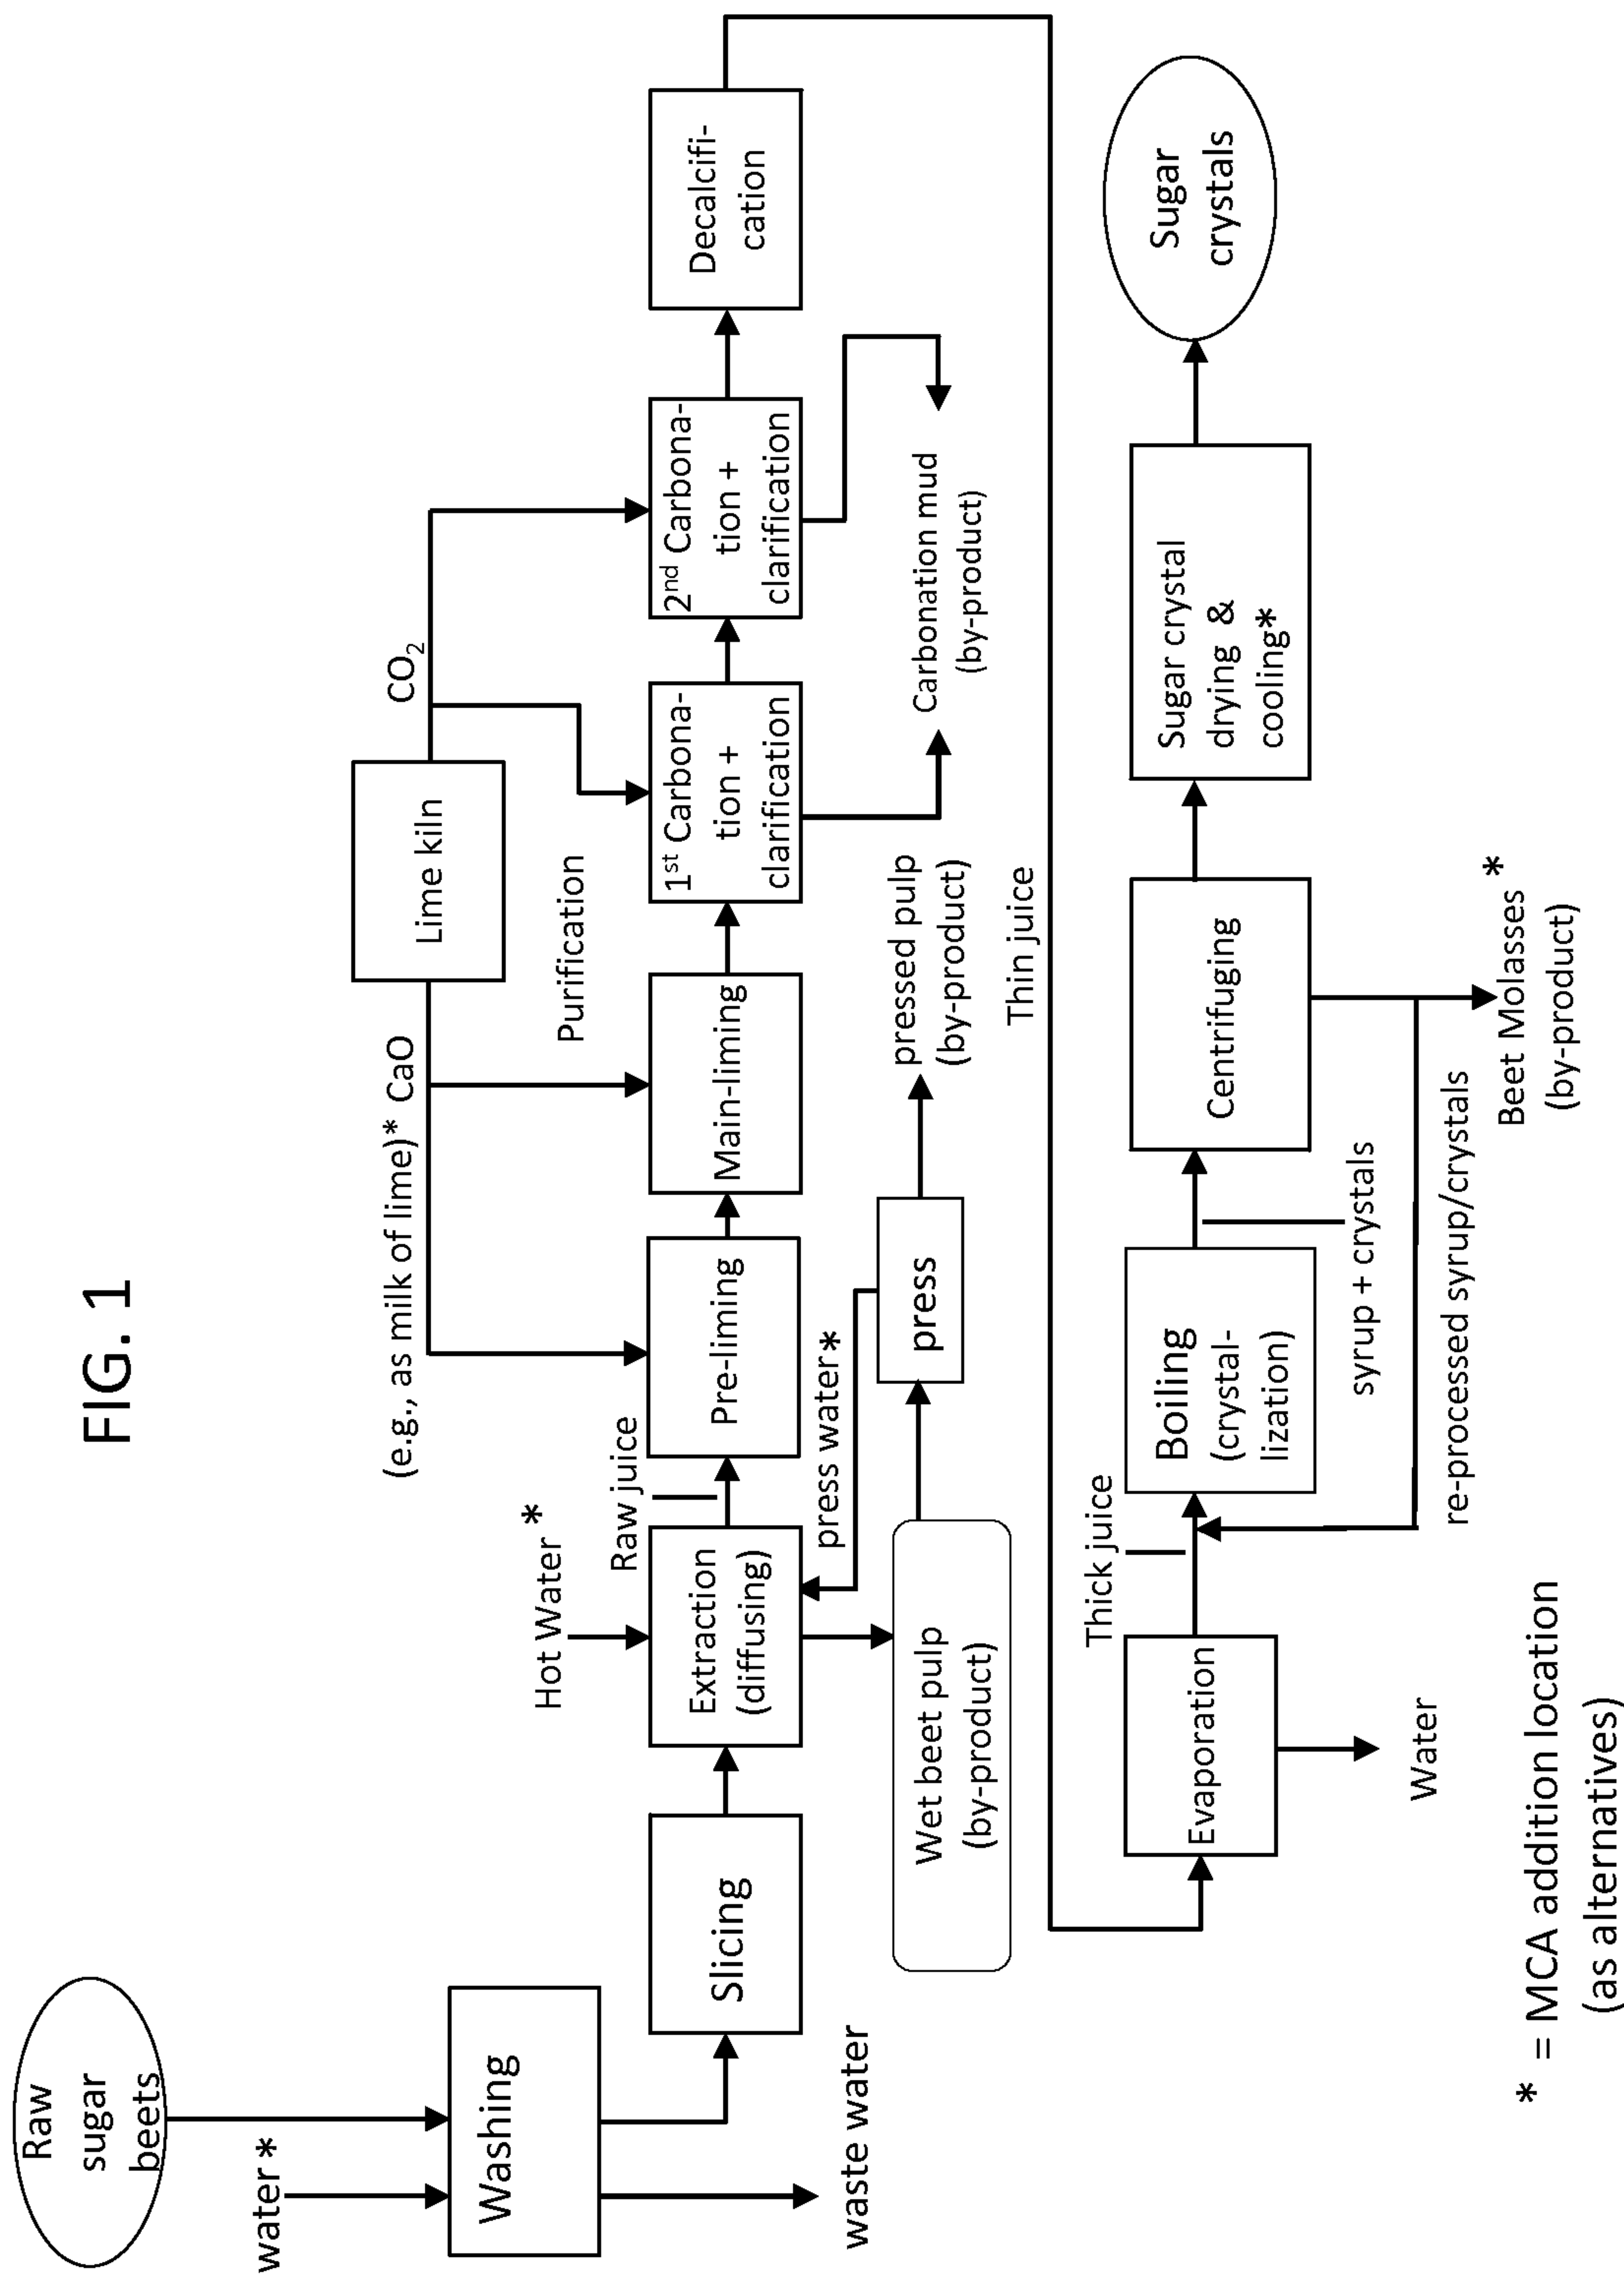 FIG. 1
Raw
sugar
beets
water *
Washing
waste water
Slicing
Hot Water *
Extraction
(diffusing)
Raw juice
Wet beet pulp
(by-product)
press water *
press
pressed pulp
(by-product)
(e.g., as milk of lime)* CaO
Lime kiln
CO₂
Purification
Pre-liming
Main-liming
1st Carbona-
tion +
clarification
2nd Carbona-
tion +
clarification
Carbonation mud
(by-product)
Decalcifi-
cation
Thin juice
Evaporation
Water
Thick juice
Boiling
(crystal-
lization)
syrup + crystals
re-processed syrup/crystals
Centrifuging
Beet Molasses *
(by-product)
Sugar crystal
drying &
cooling*
Sugar
crystals
* = MCA addition location
(as alternatives)